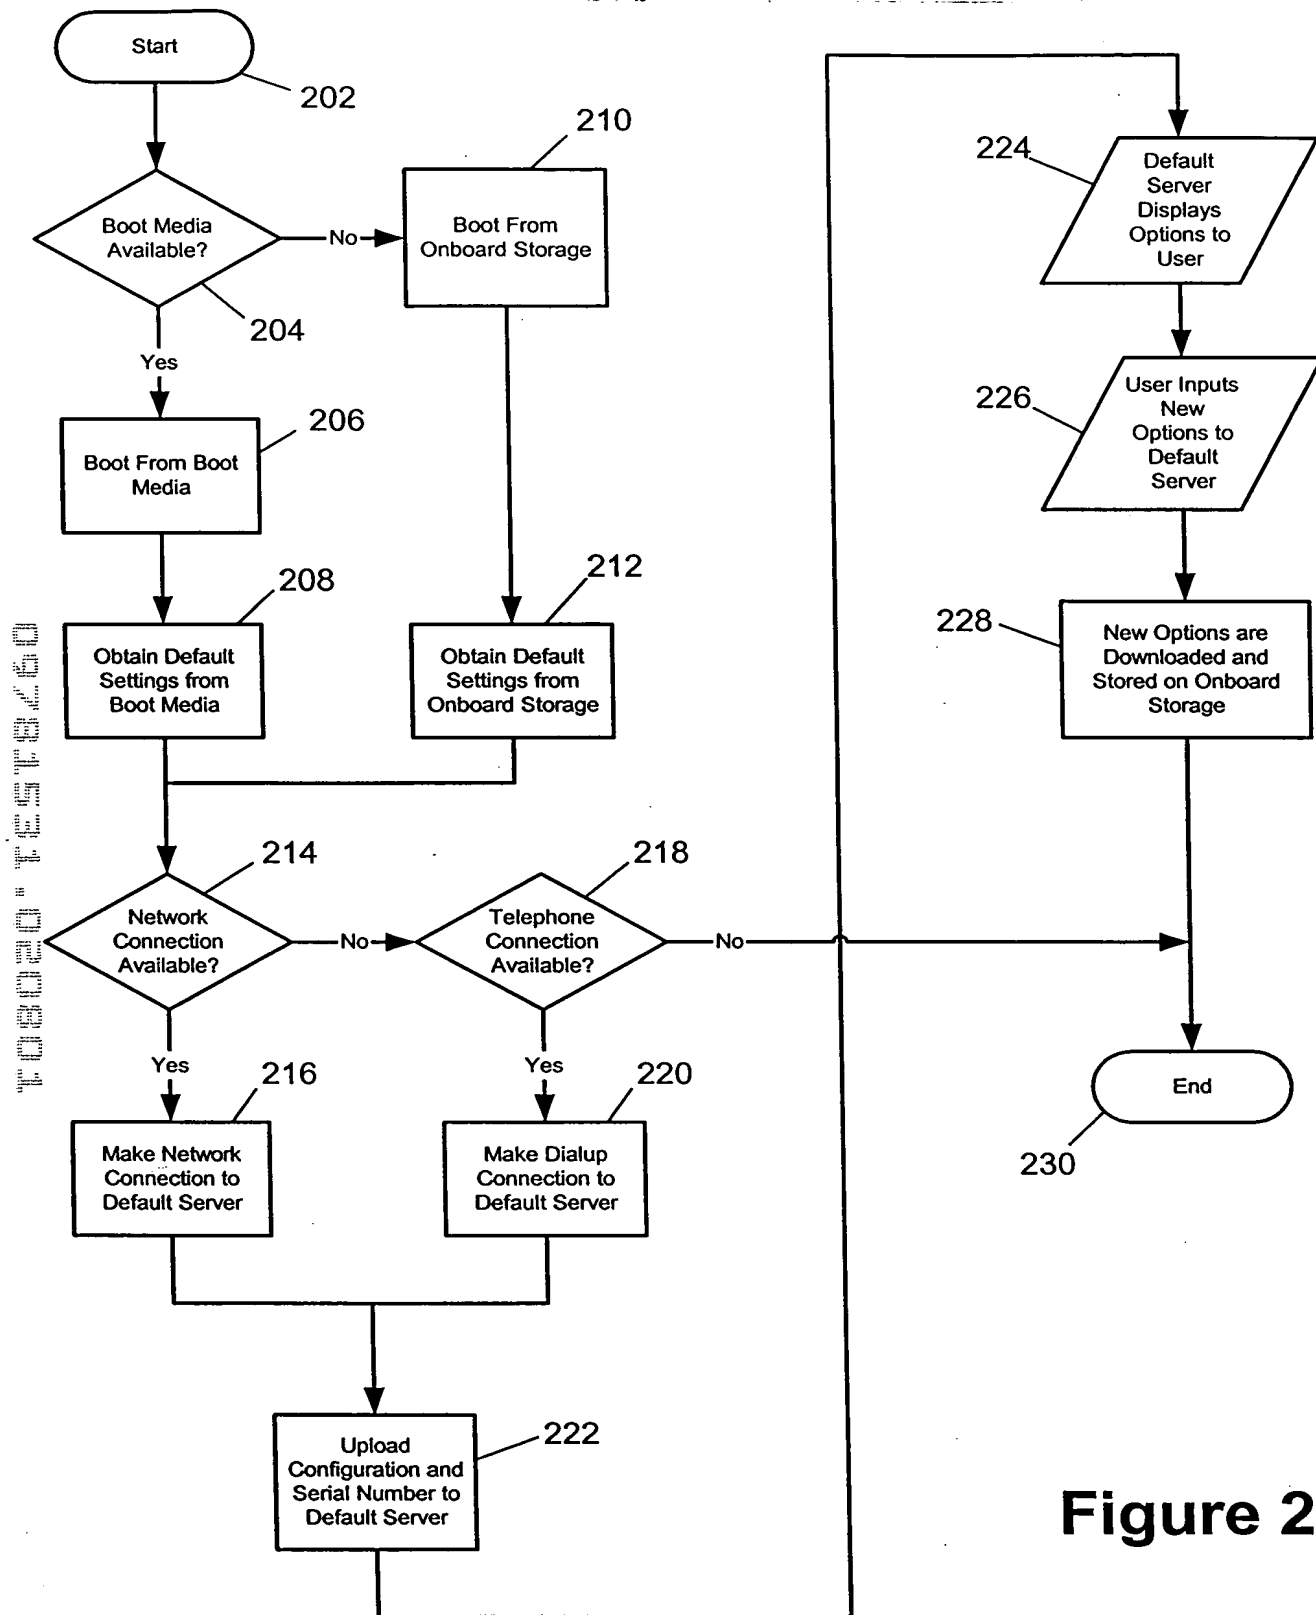 Start
202
210
Boot Media
Available?
No
Boot From
Onboard Storage
204
Yes
206
Boot From Boot
Media
208
212
Obtain Default
Settings from
Boot Media
Obtain Default
Settings from
Onboard Storage
214
218
Network
Connection
Available?
No
Telephone
Connection
Available?
No
Yes
Yes
216
220
Make Network
Connection to
Default Server
Make Dialup
Connection to
Default Server
222
Upload
Configuration and
Serial Number to
Default Server
224
Default
Server
Displays
Options to
User
226
User Inputs
New
Options to
Default
Server
228
New Options are
Downloaded and
Stored on Onboard
Storage
End
230
Figure 2